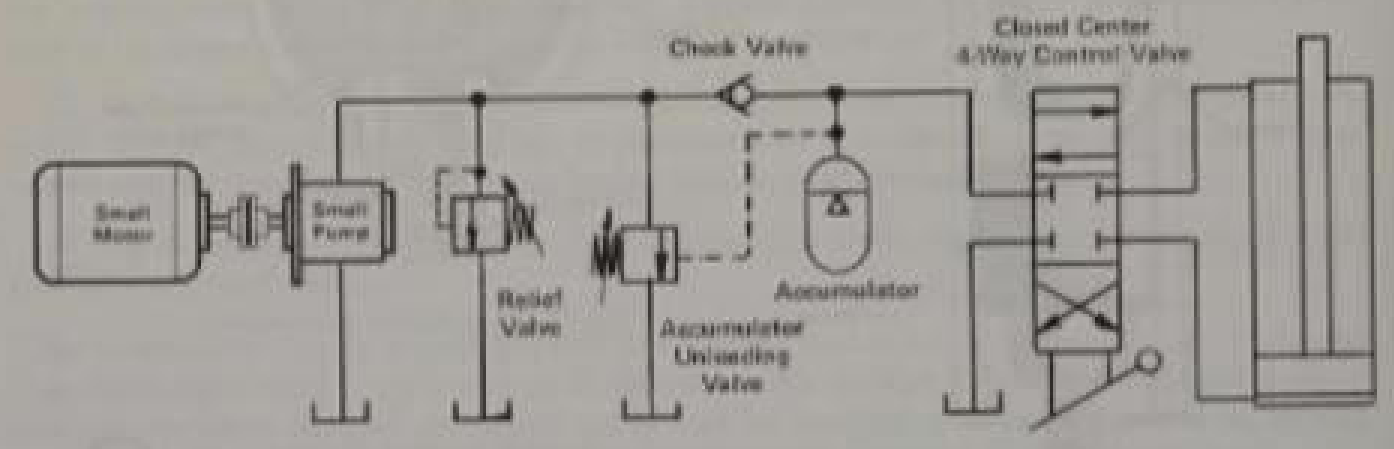 Closed Center
4-Way Control Valve
Check Valve
Small
Motor
Small
Pump
Relief
Valve
Accumulator
Unloading
Valve
Accumulator